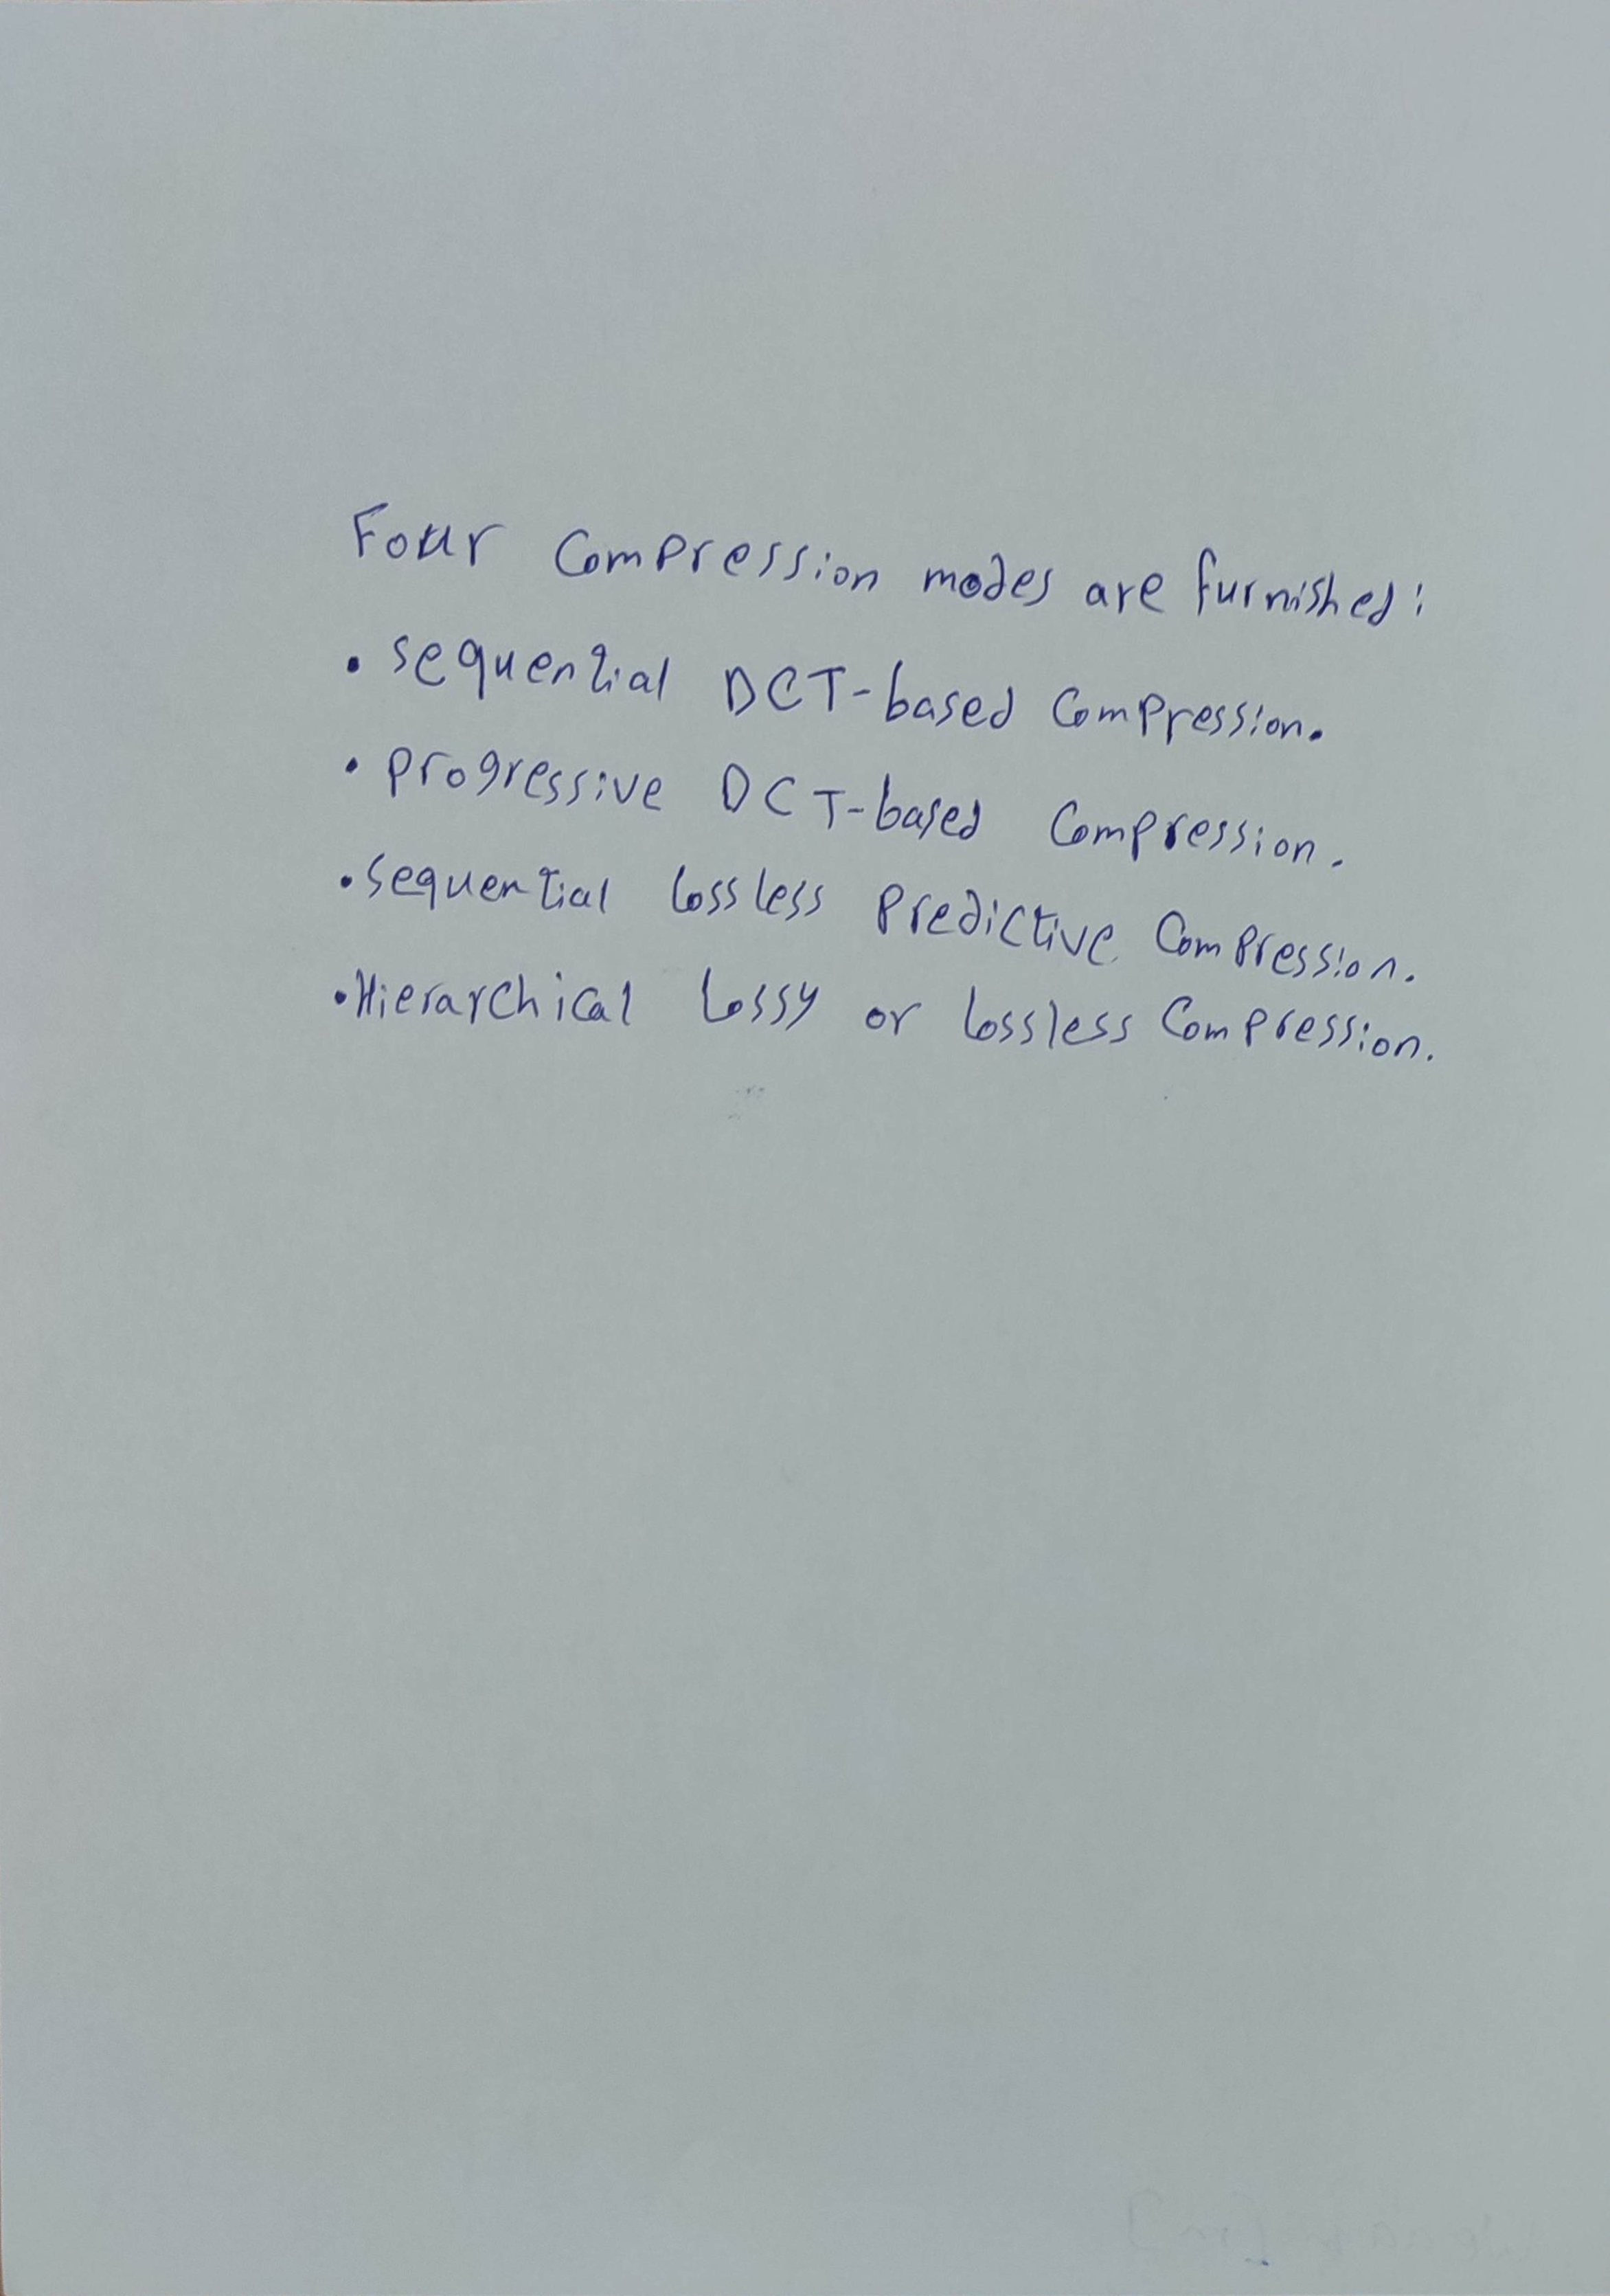 Four compression modes are furnished:
• sequential DCT-based compression.
• progressive DCT-based compression.
• sequential lossless predictive compression.
• Hierarchical lossy or lossless compression.